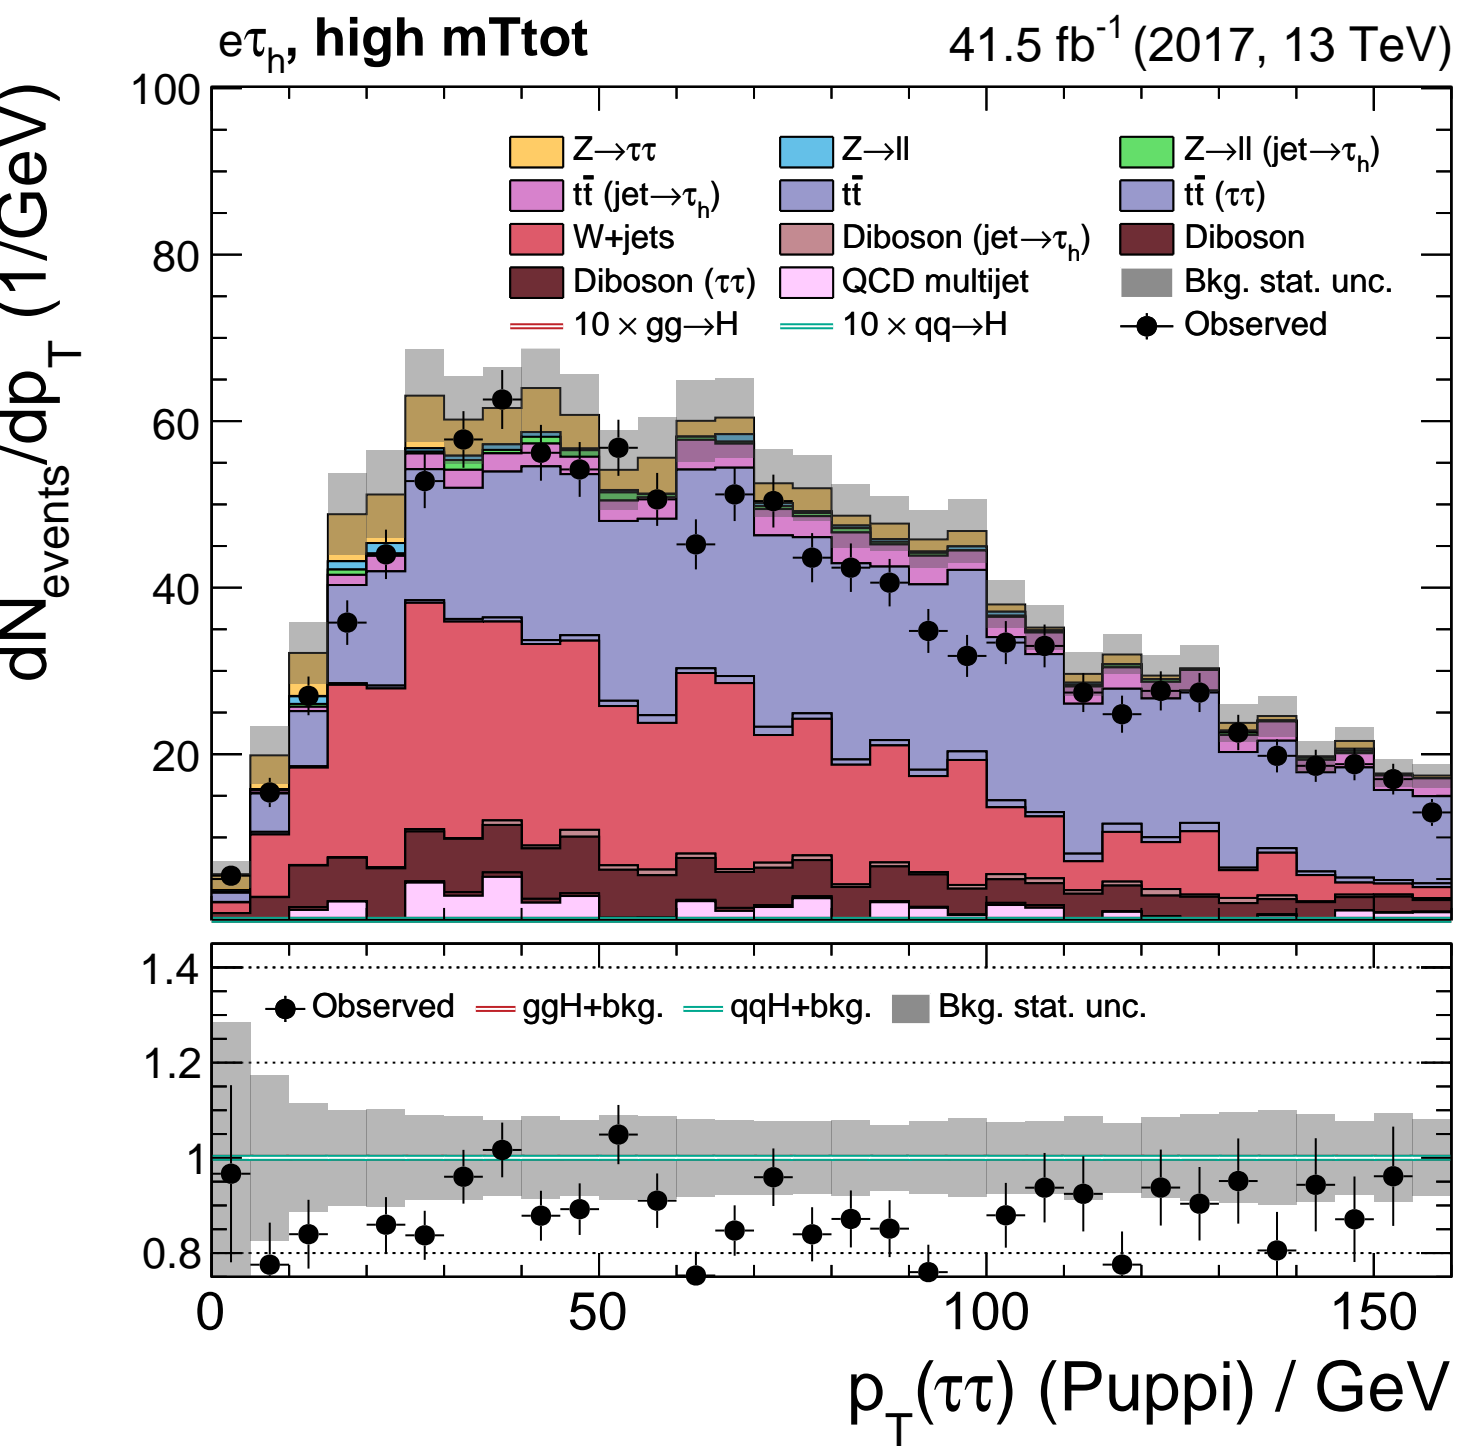 eτh, high mTtot 41.5 fb-1 (2017, 13 TeV)
dNevents/dpT (1/GeV)
100
80
60
40
20
Z→ττ Z→ll Z→ll (jet→τh)
tt̄ (jet→τh) tt̄ tt̄ (ττ)
W+jets Diboson (jet→τh) Diboson
Diboson (ττ) QCD multijet Bkg. stat. unc.
10 × gg→H 10 × qq→H Observed
1.4
1.2
1
0.8
Observed ggH+bkg. qqH+bkg. Bkg. stat. unc.
0 50 100 150
pT(ττ) (Puppi) / GeV